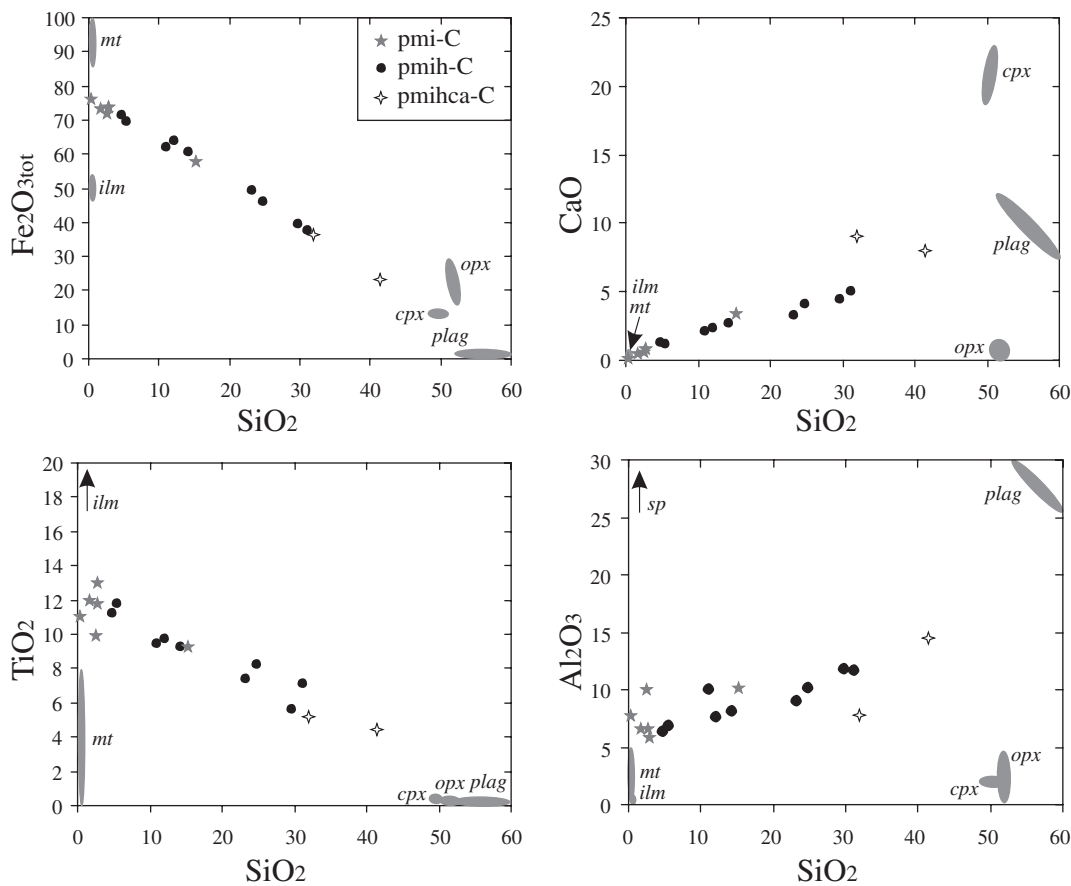 100
90
80
70
60
50
40
30
20
10
0
Fe2O3tot
mt
ilm
opx
cpx
plag
pmi-C
pmih-C
pmihca-C
0 10 20 30 40 50 60
SiO2
25
20
15
10
5
0
CaO
cpx
plag
ilm
mt
opx
0 10 20 30 40 50 60
SiO2
20
18
16
14
12
10
8
6
4
2
0
TiO2
ilm
mt
cpx opx plag
0 10 20 30 40 50 60
SiO2
30
25
20
15
10
5
0
Al2O3
sp
plag
mt
ilm
opx
cpx
0 10 20 30 40 50 60
SiO2